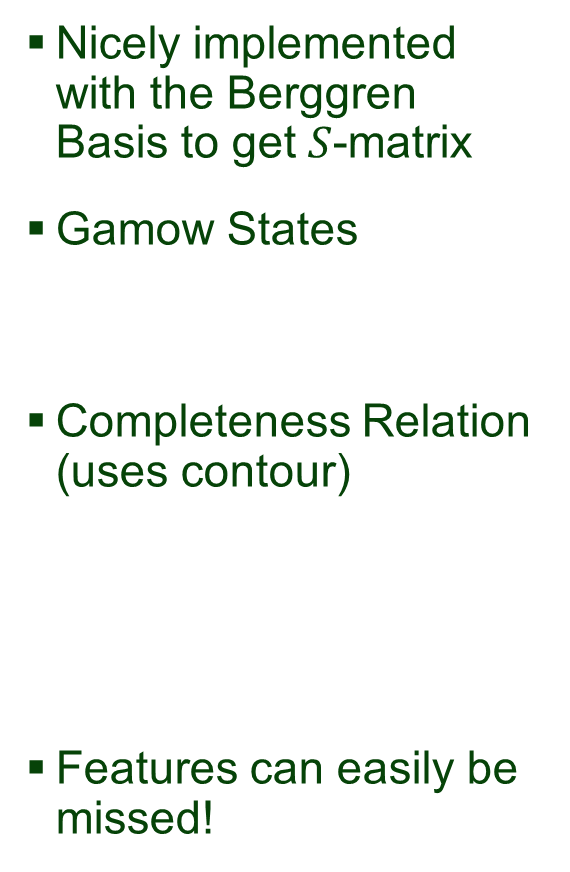 ▪ Nicely implemented
with the Berggren
Basis to get S-matrix
▪ Gamow States
▪ Completeness Relation
(uses contour)
▪ Features can easily be
missed!